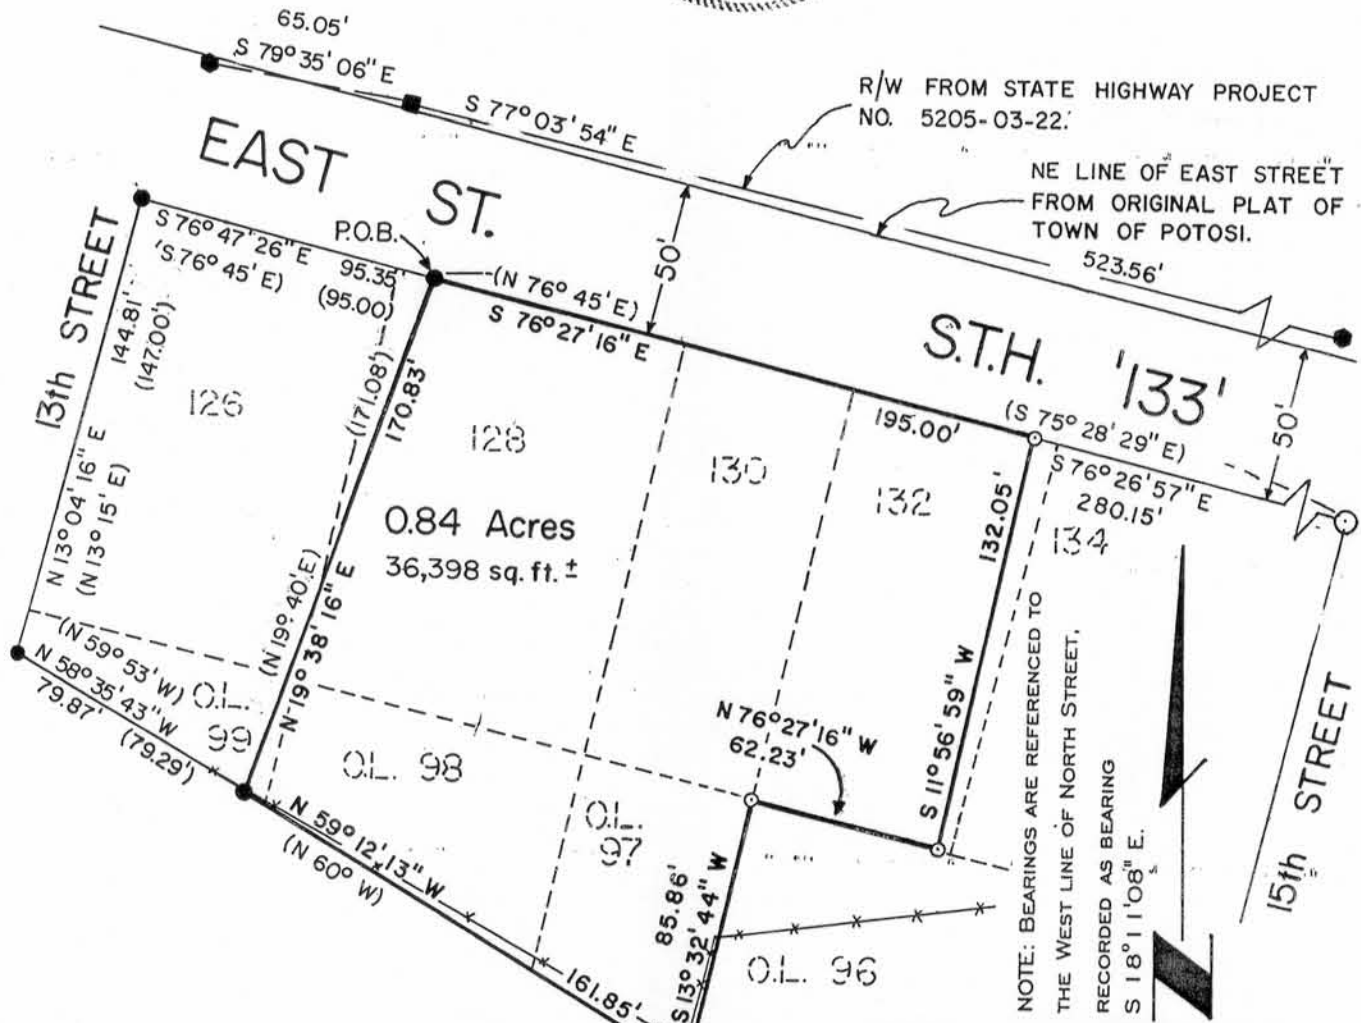 65.05'
S 79° 35' 06" E
S 77° 03' 54" E
R/W FROM STATE HIGHWAY PROJECT
NO. 5205-03-22.
NE LINE OF EAST STREET
FROM ORIGINAL PLAT OF
TOWN OF POTOSI.
523.56'
EAST ST.
S.T.H. '133'
50'
50'
13th STREET
S 76° 47' 26" E 95.35'
'S.76° 45' E) (95.00)
P.O.B.
(N 76° 45' E)
S 76° 27' 16" E
195.00'
(S 75° 28' 29" E)
S 76° 26' 57" E
280.15'
144.81'
(147.00')
N 13° 04' 16" E
(N 13° 15' E)
126
(171.08')
170.83'
(N 19° 40' E)
N 19° 38' 16" E
128
130
132
134
0.84 Acres
36,398 sq. ft. ±
132.05'
S 11° 56' 59" W
N 76° 27' 16" W
62.23'
(N 59° 53' W)
N 58° 35' 43" W
79.87'
(79.29')
O.L.
99
O.L. 98
O.L.
97
O.L. 96
N 59° 12' 13" W
(N 60° W)
161.85'
85.86'
S 13° 32' 44" W
NOTE: BEARINGS ARE REFERENCED TO
THE WEST LINE OF NORTH STREET,
RECORDED AS BEARING
S 18° 11' 08" E.
15th STREET